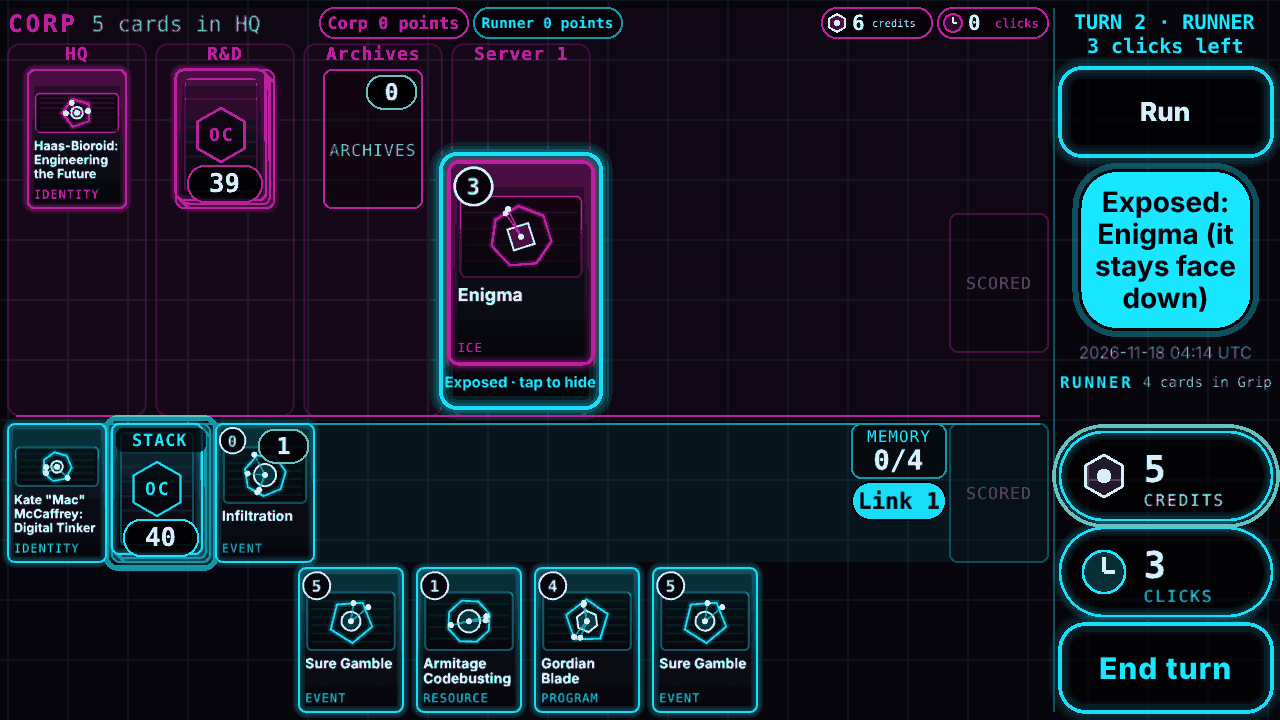 CORP 5 cards in HQ
Corp 0 points
Runner 0 points
6 credits
0 clicks
TURN 2 · RUNNER
3 clicks left
HQ
R&D
Archives
Server 1
Haas-Bioroid:
Engineering
the Future
IDENTITY
OC
39
0
ARCHIVES
3
Enigma
ICE
Exposed · tap to hide
SCORED
Run
Exposed:
Enigma (it
stays face
down)
2026-11-18 04:14 UTC
RUNNER 4 cards in Grip
Kate "Mac"
McCaffrey:
Digital Tinker
IDENTITY
STACK
OC
40
0
1
Infiltration
EVENT
MEMORY
0/4
Link 1
SCORED
5
CREDITS
3
CLICKS
End turn
5
Sure Gamble
EVENT
1
Armitage
Codebusting
RESOURCE
4
Gordian
Blade
PROGRAM
5
Sure Gamble
EVENT